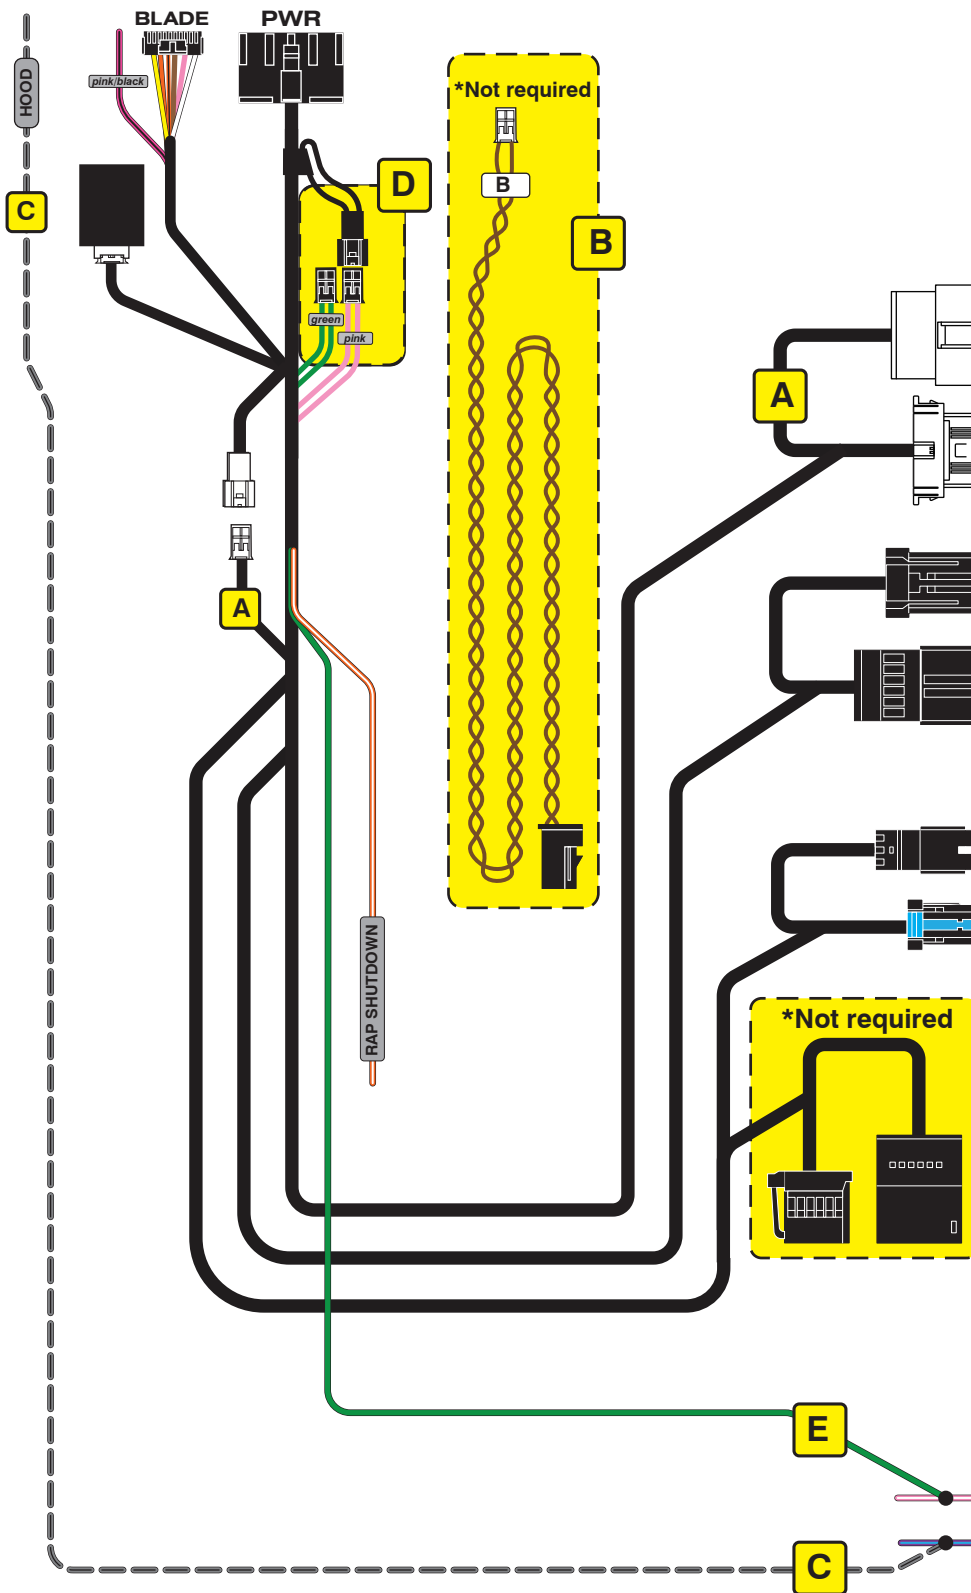 BLADE
PWR
HOOD
pink/black
*Not required
D
B
C
B
green
pink
A
A
RAP SHUTDOWN
*Not required
E
C